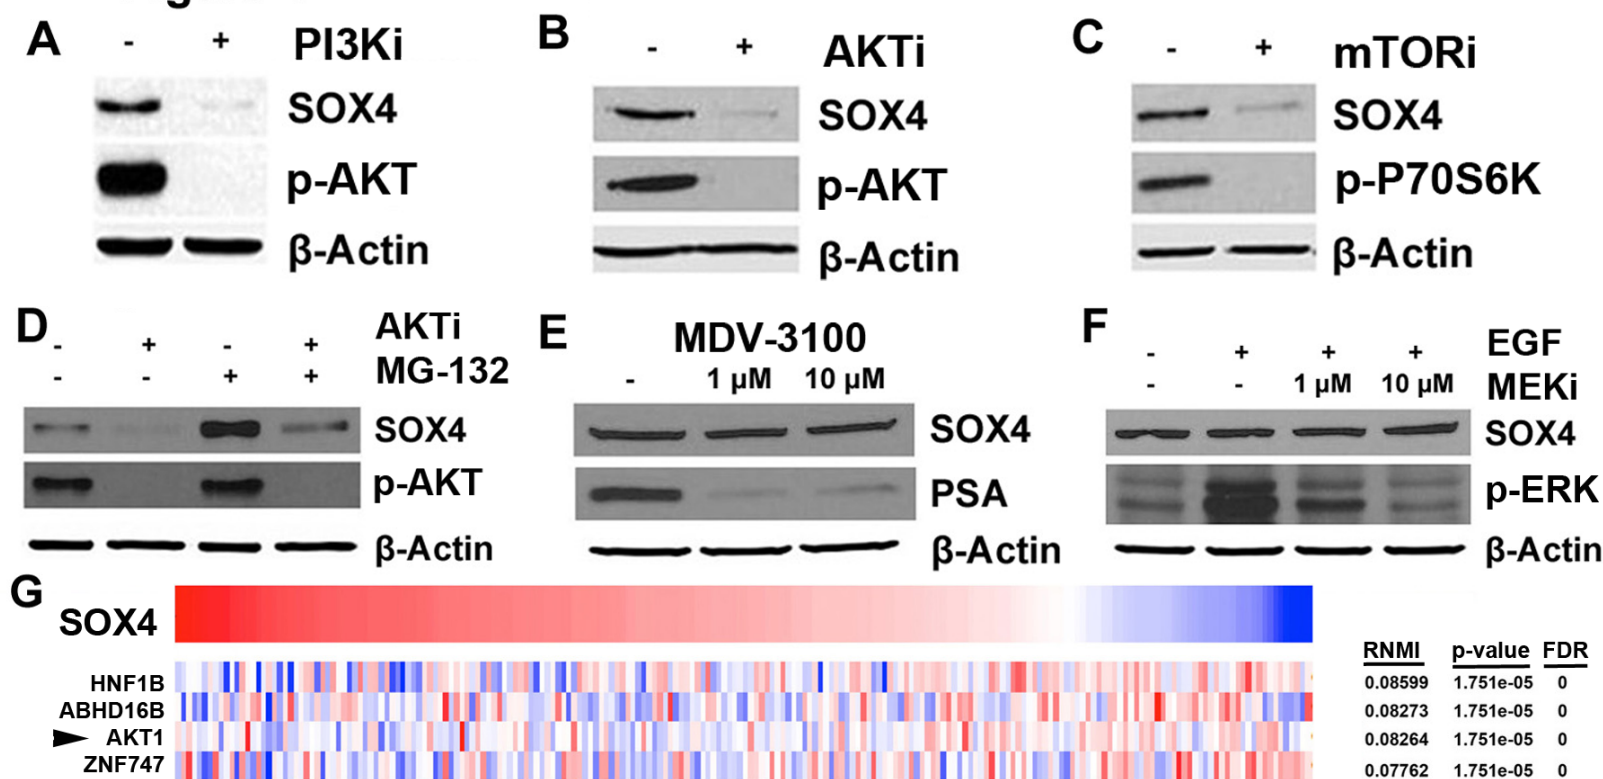 A - + PI3Ki
SOX4
p-AKT
β-Actin
B - + AKTi
SOX4
p-AKT
β-Actin
C - + mTORi
SOX4
p-P70S6K
β-Actin
D - + - + AKTi
- - + + MG-132
SOX4
p-AKT
β-Actin
E MDV-3100
- 1 μM 10 μM
SOX4
PSA
β-Actin
F - + + + EGF
- - 1 μM 10 μM MEKi
SOX4
p-ERK
β-Actin
G SOX4
RNMI p-value FDR
HNF1B 0.08599 1.751e-05 0
ABHD16B 0.08273 1.751e-05 0
AKT1 0.08264 1.751e-05 0
ZNF747 0.07762 1.751e-05 0